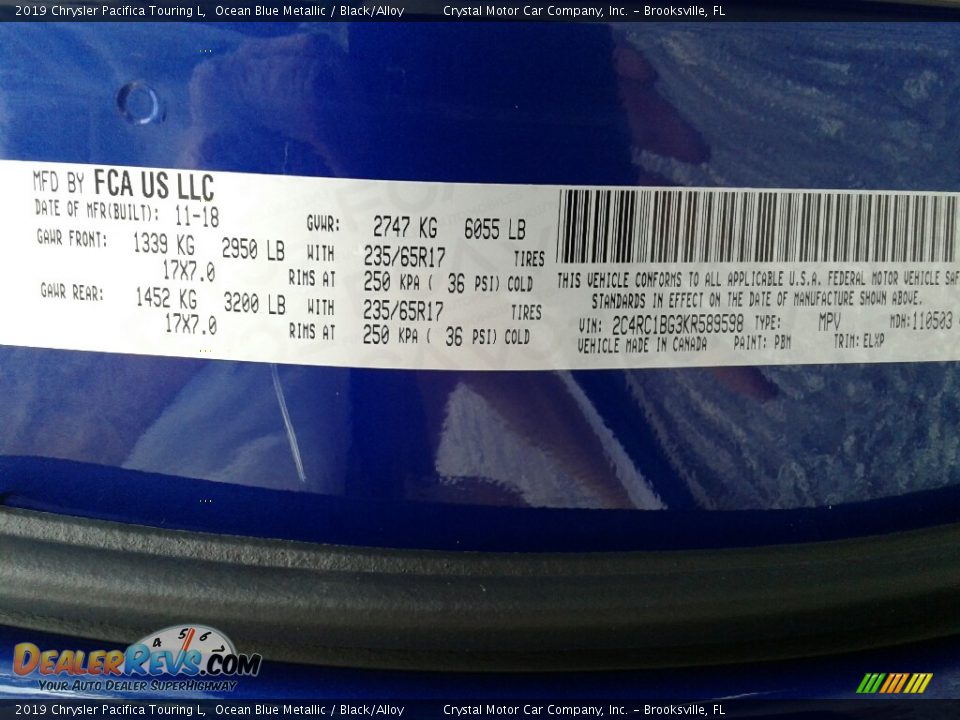 2019 Chrysler Pacifica Touring L, Ocean Blue Metallic / Black/Alloy Crystal Motor Car Company, Inc. – Brooksville, FL
MFD BY FCA US LLC
DATE OF MFR(BUILT): 11-18
GVWR: 2747 KG 6055 LB
GAWR FRONT: 1339 KG 2950 LB WITH 235/65R17 TIRES
17X7.0 RIMS AT 250 KPA ( 36 PSI) COLD
GAWR REAR: 1452 KG 3200 LB WITH 235/65R17 TIRES
17X7.0 RIMS AT 250 KPA ( 36 PSI) COLD
THIS VEHICLE CONFORMS TO ALL APPLICABLE U.S.A. FEDERAL MOTOR VEHICLE SAF
STANDARDS IN EFFECT ON THE DATE OF MANUFACTURE SHOWN ABOVE.
VIN: 2C4RC1BG3KR589598 TYPE: MPV MDH:110503
VEHICLE MADE IN CANADA PAINT: PBM TRIM: ELXP
4 5 6
DEALERREVS.COM
YOUR AUTO DEALER SUPERHIGHWAY
2019 Chrysler Pacifica Touring L, Ocean Blue Metallic / Black/Alloy Crystal Motor Car Company, Inc. – Brooksville, FL